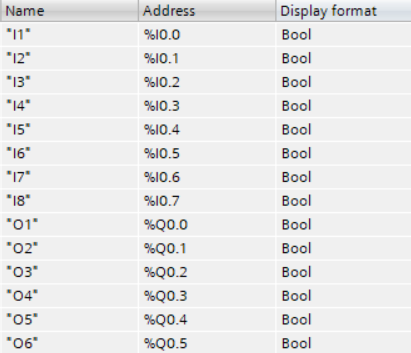 Name Address Display format
"I1" %I0.0 Bool
"I2" %I0.1 Bool
"I3" %I0.2 Bool
"I4" %I0.3 Bool
"I5" %I0.4 Bool
"I6" %I0.5 Bool
"I7" %I0.6 Bool
"I8" %I0.7 Bool
"O1" %Q0.0 Bool
"O2" %Q0.1 Bool
"O3" %Q0.2 Bool
"O4" %Q0.3 Bool
"O5" %Q0.4 Bool
"O6" %Q0.5 Bool